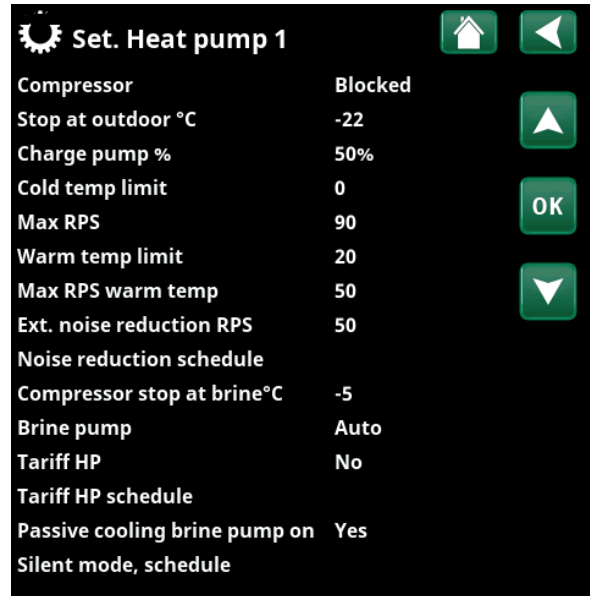 Set. Heat pump 1
Compressor Blocked
Stop at outdoor °C -22
Charge pump % 50%
Cold temp limit 0
Max RPS 90
Warm temp limit 20
Max RPS warm temp 50
Ext. noise reduction RPS 50
Noise reduction schedule
Compressor stop at brine°C -5
Brine pump Auto
Tariff HP No
Tariff HP schedule
Passive cooling brine pump on Yes
Silent mode, schedule
OK